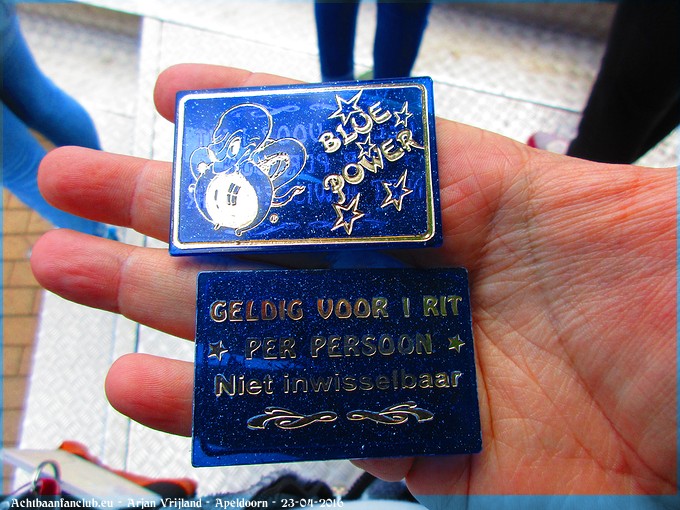 BLUE
POWER
®
GELDIG VOOR 1 RIT
PER PERSOON
Niet inwisselbaar
Achtbaanfanclub.eu - Arjan Vrijland - Apeldoorn - 23-04-2016